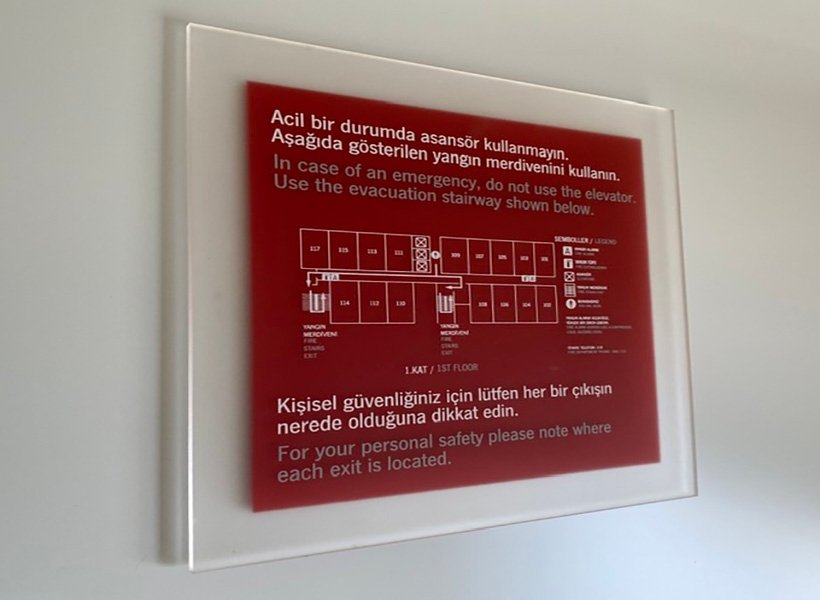 Acil bir durumda asansör kullanmayın.
Aşağıda gösterilen yangın merdivenini kullanın.
In case of an emergency, do not use the elevator.
Use the evacuation stairway shown below.
117 115 113 111 109 107 105 103 101
SEMBOLLER / LEGEND
114 112 110 108 106 104 102
YANGIN
MERDİVENİ
FIRE
STAIRS
EXIT
YANGIN
MERDİVENİ
FIRE
STAIRS
EXIT
1.KAT / 1ST FLOOR
Kişisel güvenliğiniz için lütfen her bir çıkışın
nerede olduğuna dikkat edin.
For your personal safety please note where
each exit is located.